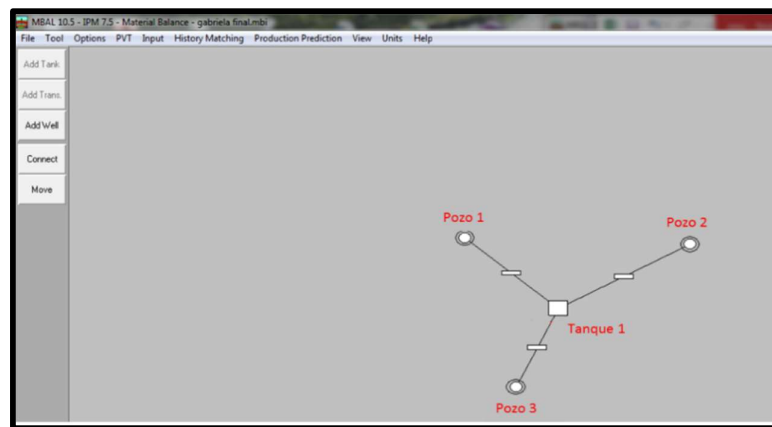 MBAL 10.5 - IPM 7.5 - Material Balance - gabriela final.mbi
File Tool Options PVT Input History Matching Production Prediction View Units Help
Add Tank
Add Trans.
Add Well
Connect
Move
Pozo 1
Pozo 2
Tanque 1
Pozo 3